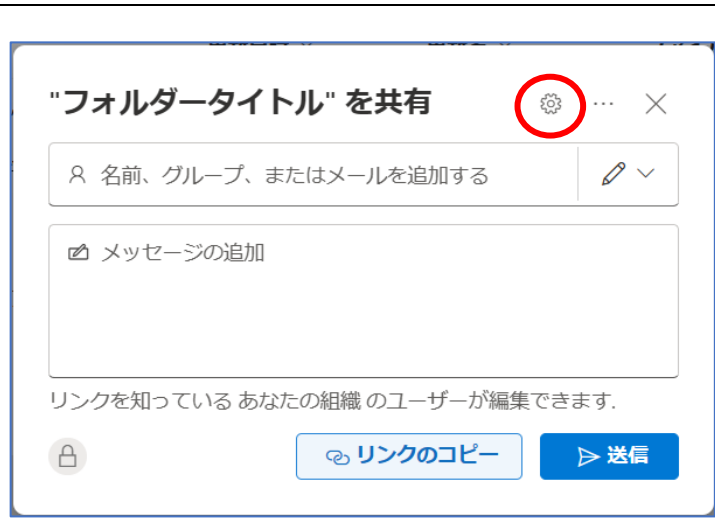 "フォルダータイトル" を共有
名前、グループ、またはメールを追加する
メッセージの追加
リンクを知っている あなたの組織 のユーザーが編集できます.
リンクのコピー
送信